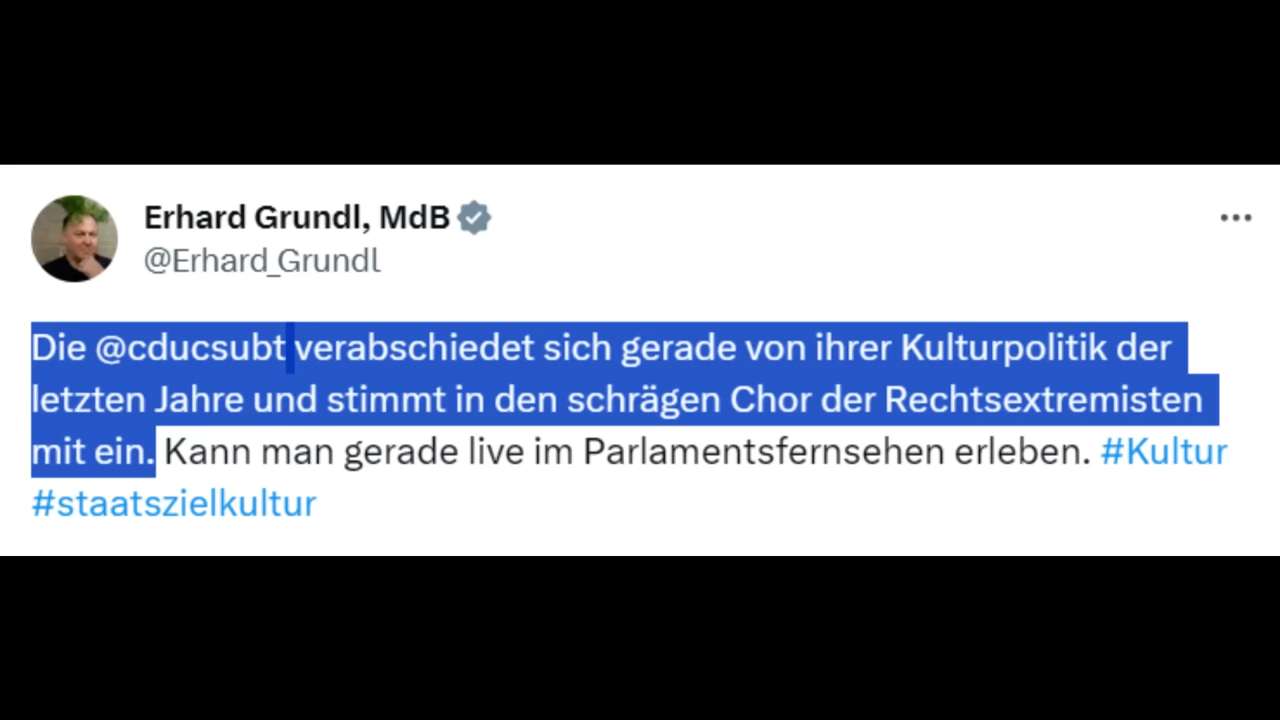 Erhard Grundl, MdB
@Erhard_Grundl
Die @cducsubt verabschiedet sich gerade von ihrer Kulturpolitik der
letzten Jahre und stimmt in den schrägen Chor der Rechtsextremisten
mit ein. Kann man gerade live im Parlamentsfernsehen erleben. #Kultur
#staatszielkultur